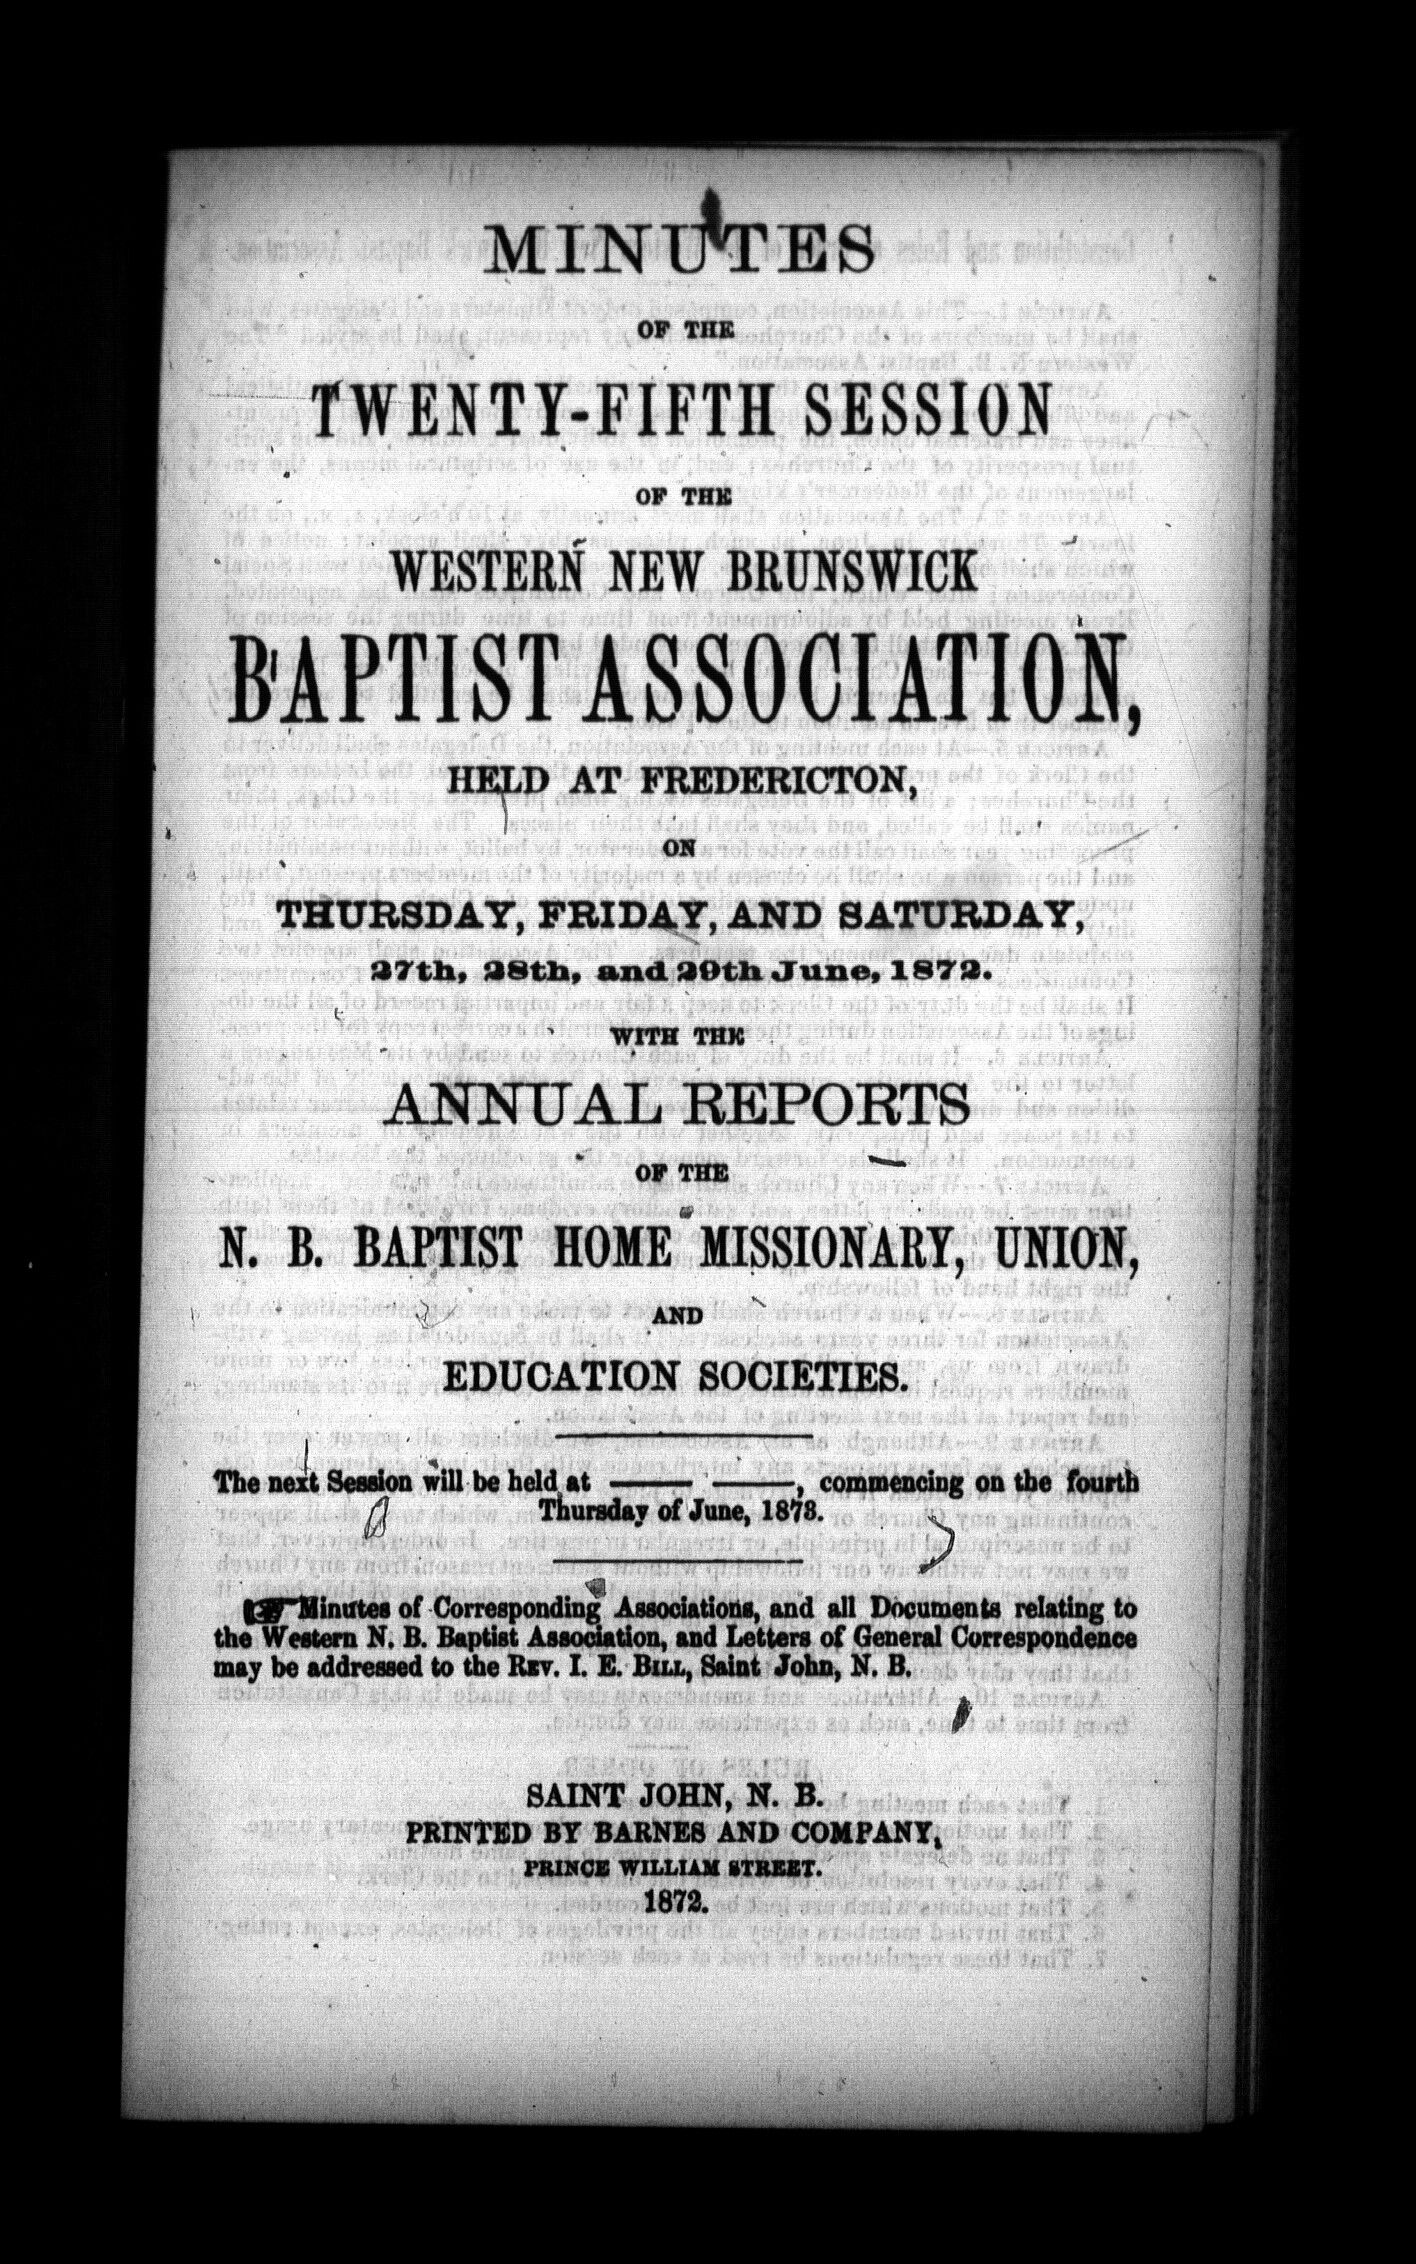 MINUTES
OF THE
TWENTY-FIFTH SESSION
OF THE
WESTERN NEW BRUNSWICK
BAPTIST ASSOCIATION,
HELD AT FREDERICTON,
ON
THURSDAY, FRIDAY, AND SATURDAY,
27th, 28th, and 29th June, 1872.
WITH THE
ANNUAL REPORTS
OF THE
N. B. BAPTIST HOME MISSIONARY, UNION,
AND
EDUCATION SOCIETIES.
The next Session will be held at ——— ———, commencing on the fourth
Thursday of June, 1873.
☞ Minutes of Corresponding Associations, and all Documents relating to
the Western N. B. Baptist Association, and Letters of General Correspondence
may be addressed to the REV. I. E. BILL, Saint John, N. B.
SAINT JOHN, N. B.
PRINTED BY BARNES AND COMPANY,
PRINCE WILLIAM STREET.
1872.